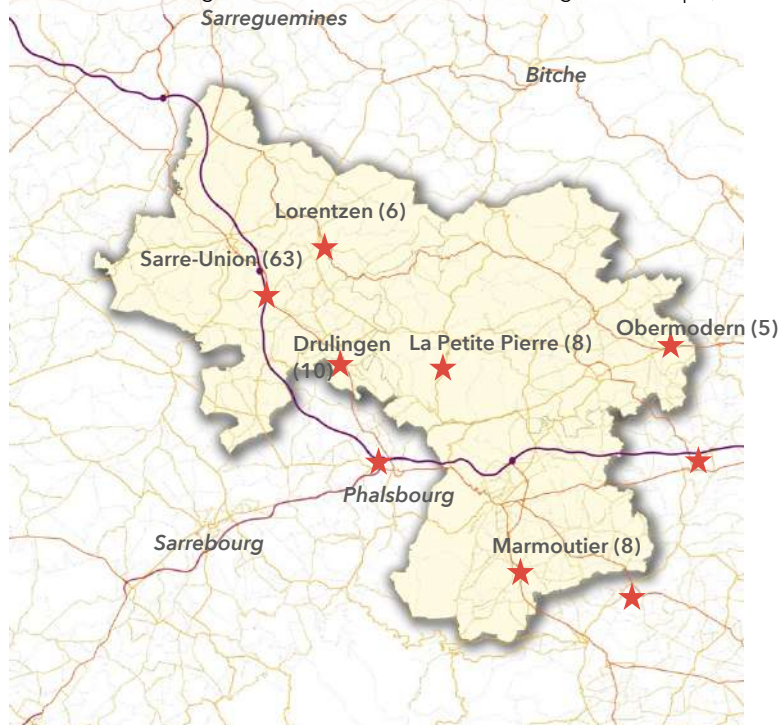 Sarreguemines
Bitche
Lorentzen (6)
Sarre-Union (63)
Obermodern (5)
Drulingen
(10)
La Petite Pierre (8)
Phalsbourg
Sarrebourg
Marmoutier (8)